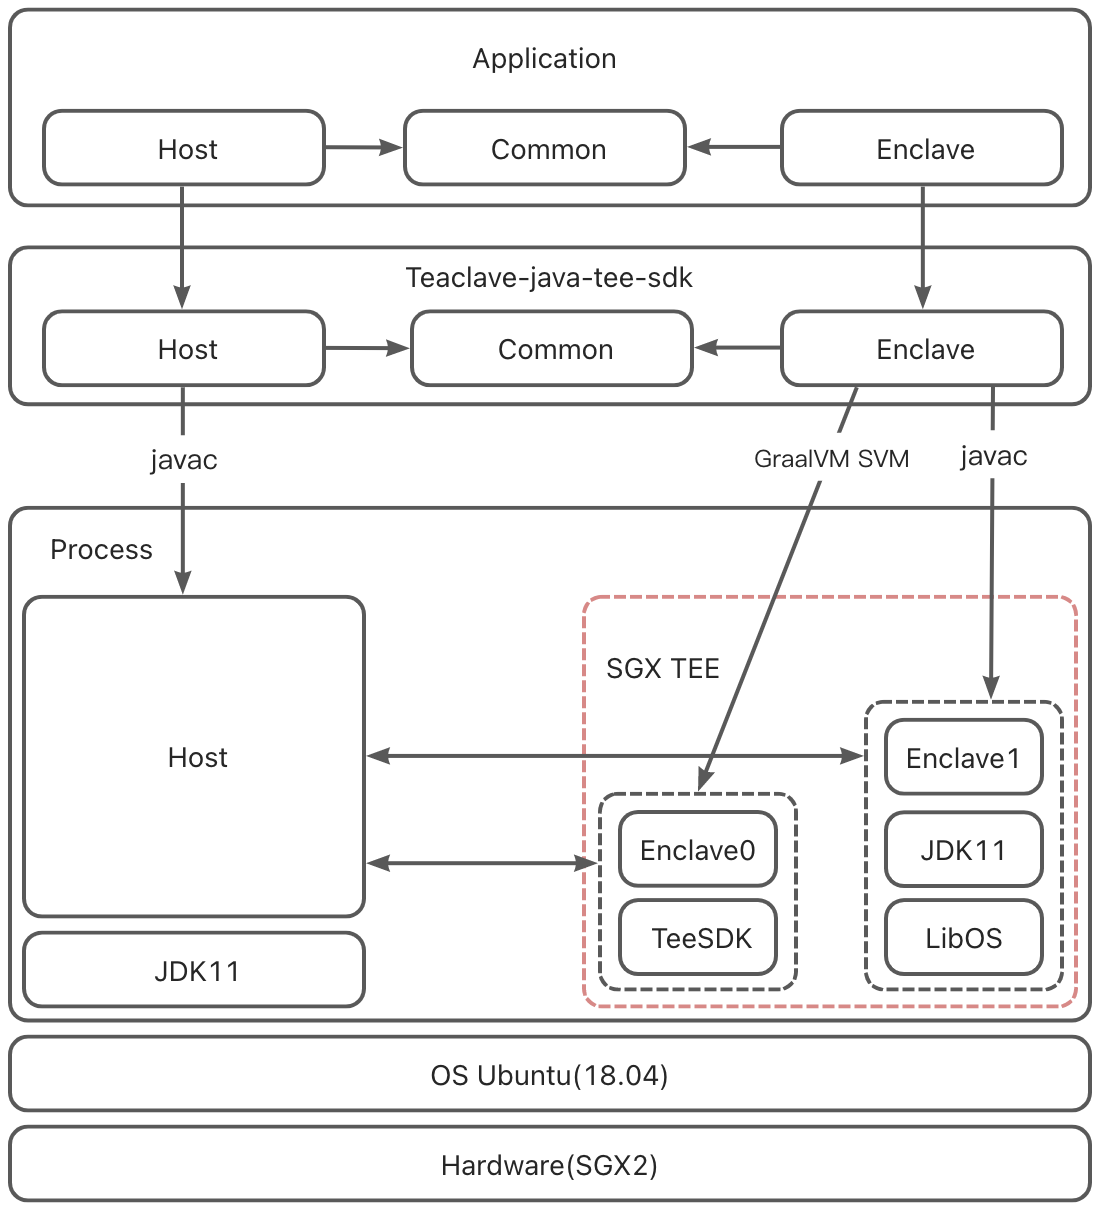 Application
Host
Common
Enclave
Teaclave-java-tee-sdk
Host
Common
Enclave
javac
GraalVM SVM
javac
Process
SGX TEE
Host
Enclave1
Enclave0
JDK11
TeeSDK
LibOS
JDK11
OS Ubuntu(18.04)
Hardware(SGX2)